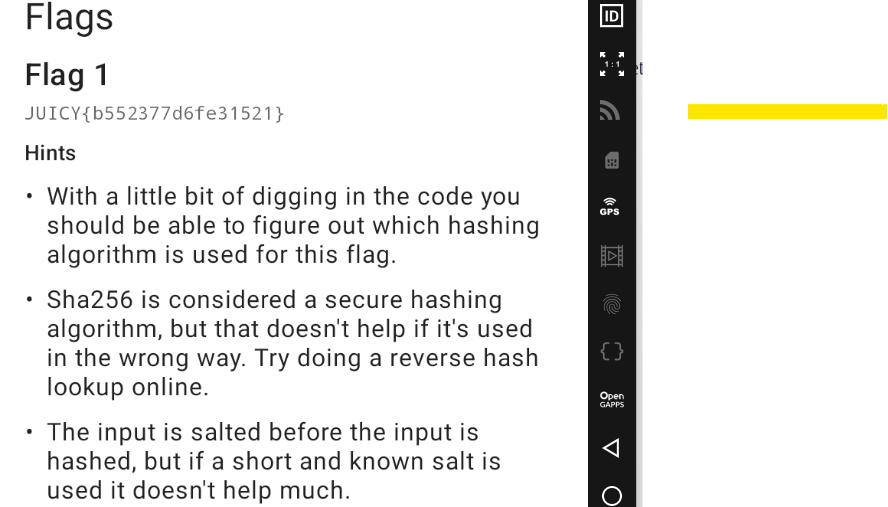 Flags
Flag 1
JUICY{b552377d6fe31521}
Hints
• With a little bit of digging in the code you
should be able to figure out which hashing
algorithm is used for this flag.
• Sha256 is considered a secure hashing
algorithm, but that doesn't help if it's used
in the wrong way. Try doing a reverse hash
lookup online.
• The input is salted before the input is
hashed, but if a short and known salt is
used it doesn't help much.
ID
1:1
GPS
{}
Open
GAPPS